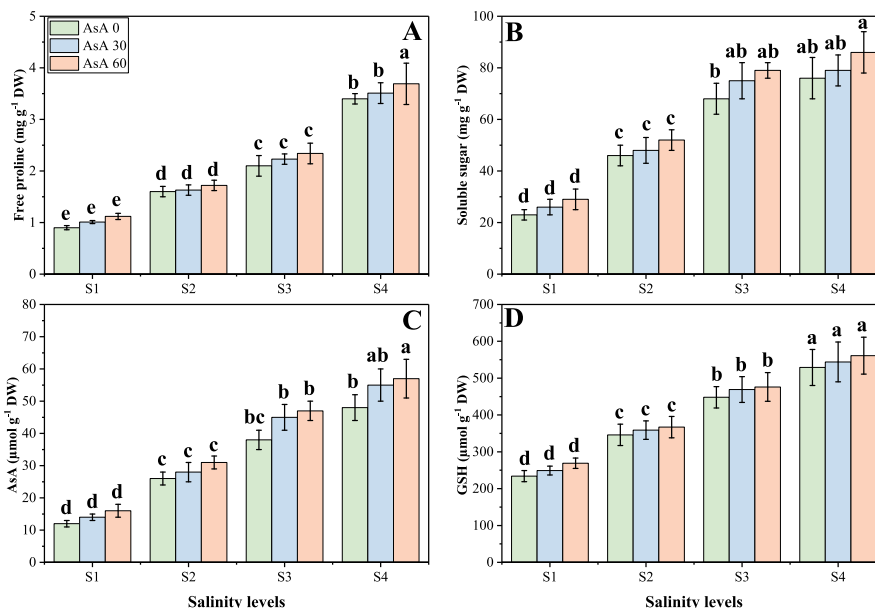 A
AsA 0
AsA 30
AsA 60
Free proline (mg g-1 DW)
5
4
3
2
1
0
e e e
d d d
c c c
b b a
S1 S2 S3 S4
B
Soluble sugar (mg g-1 DW)
100
80
60
40
20
0
d d d
c c c
b ab ab
ab ab a
S1 S2 S3 S4
C
AsA (μmol g-1 DW)
80
70
60
50
40
30
20
10
0
d d d
c c c
bc b b
b ab a
S1 S2 S3 S4
Salinity levels
D
GSH (μmol g-1 DW)
700
600
500
400
300
200
100
0
d d d
c c c
b b b
a a a
S1 S2 S3 S4
Salinity levels